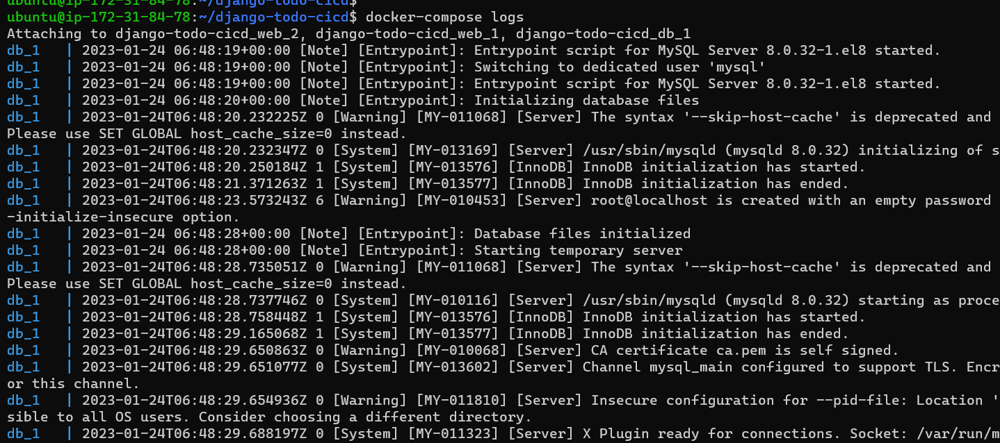 ubuntu@ip-172-31-84-78:~/django-todo-cicd$
ubuntu@ip-172-31-84-78:~/django-todo-cicd$ docker-compose logs
Attaching to django-todo-cicd_web_2, django-todo-cicd_web_1, django-todo-cicd_db_1
db_1   | 2023-01-24 06:48:19+00:00 [Note] [Entrypoint]: Entrypoint script for MySQL Server 8.0.32-1.el8 started.
db_1   | 2023-01-24 06:48:19+00:00 [Note] [Entrypoint]: Switching to dedicated user 'mysql'
db_1   | 2023-01-24 06:48:19+00:00 [Note] [Entrypoint]: Entrypoint script for MySQL Server 8.0.32-1.el8 started.
db_1   | 2023-01-24 06:48:20+00:00 [Note] [Entrypoint]: Initializing database files
db_1   | 2023-01-24T06:48:20.232225Z 0 [Warning] [MY-011068] [Server] The syntax '--skip-host-cache' is deprecated and
Please use SET GLOBAL host_cache_size=0 instead.
db_1   | 2023-01-24T06:48:20.232347Z 0 [System] [MY-013169] [Server] /usr/sbin/mysqld (mysqld 8.0.32) initializing of s
db_1   | 2023-01-24T06:48:20.250184Z 1 [System] [MY-013576] [InnoDB] InnoDB initialization has started.
db_1   | 2023-01-24T06:48:21.371263Z 1 [System] [MY-013577] [InnoDB] InnoDB initialization has ended.
db_1   | 2023-01-24T06:48:23.573243Z 6 [Warning] [MY-010453] [Server] root@localhost is created with an empty password
-initialize-insecure option.
db_1   | 2023-01-24 06:48:28+00:00 [Note] [Entrypoint]: Database files initialized
db_1   | 2023-01-24 06:48:28+00:00 [Note] [Entrypoint]: Starting temporary server
db_1   | 2023-01-24T06:48:28.735051Z 0 [Warning] [MY-011068] [Server] The syntax '--skip-host-cache' is deprecated and
Please use SET GLOBAL host_cache_size=0 instead.
db_1   | 2023-01-24T06:48:28.737746Z 0 [System] [MY-010116] [Server] /usr/sbin/mysqld (mysqld 8.0.32) starting as proce
db_1   | 2023-01-24T06:48:28.758448Z 1 [System] [MY-013576] [InnoDB] InnoDB initialization has started.
db_1   | 2023-01-24T06:48:29.165068Z 1 [System] [MY-013577] [InnoDB] InnoDB initialization has ended.
db_1   | 2023-01-24T06:48:29.650863Z 0 [Warning] [MY-010068] [Server] CA certificate ca.pem is self signed.
db_1   | 2023-01-24T06:48:29.651077Z 0 [System] [MY-013602] [Server] Channel mysql_main configured to support TLS. Encr
or this channel.
db_1   | 2023-01-24T06:48:29.654936Z 0 [Warning] [MY-011810] [Server] Insecure configuration for --pid-file: Location '
sible to all OS users. Consider choosing a different directory.
db_1   | 2023-01-24T06:48:29.688197Z 0 [System] [MY-011323] [Server] X Plugin ready for connections. Socket: /var/run/m